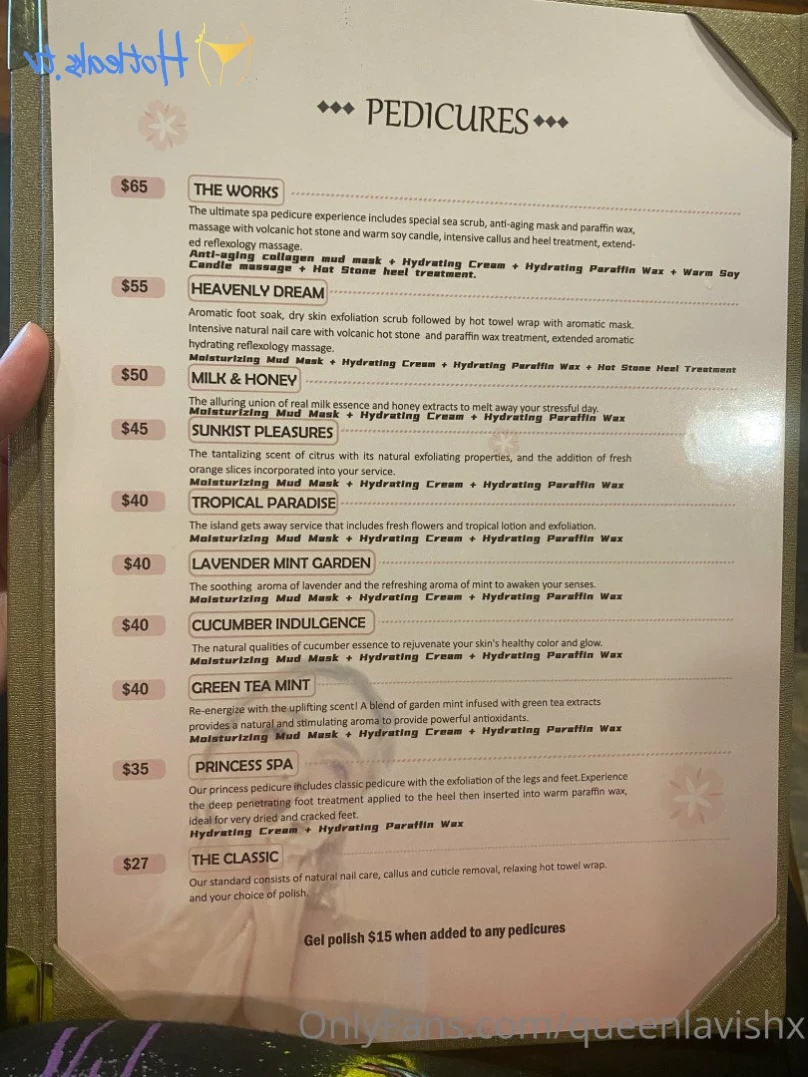 Hotleaks.tv
PEDICURES
$65 THE WORKS
The ultimate spa pedicure experience includes special sea scrub, anti-aging mask and paraffin wax,
massage with volcanic hot stone and warm soy candle, intensive callus and heel treatment, extend-
ed reflexology massage.
Anti-aging collagen mud mask + Hydrating Cream + Hydrating Paraffin Wax + Warm Soy
Candle massage + Hot Stone heel treatment.
$55 HEAVENLY DREAM
Aromatic foot soak, dry skin exfoliation scrub followed by hot towel wrap with aromatic mask.
Intensive natural nail care with volcanic hot stone and paraffin wax treatment, extended aromatic
hydrating reflexology massage.
Moisturizing Mud Mask + Hydrating Cream + Hydrating Paraffin Wax + Hot Stone Heel Treatment
$50 MILK & HONEY
The alluring union of real milk essence and honey extracts to melt away your stressful day.
Moisturizing Mud Mask + Hydrating Cream + Hydrating Paraffin Wax
$45 SUNKIST PLEASURES
The tantalizing scent of citrus with its natural exfoliating properties, and the addition of fresh
orange slices incorporated into your service.
Moisturizing Mud Mask + Hydrating Cream + Hydrating Paraffin Wax
$40 TROPICAL PARADISE
The island gets away service that includes fresh flowers and tropical lotion and exfoliation.
Moisturizing Mud Mask + Hydrating Cream + Hydrating Paraffin Wax
$40 LAVENDER MINT GARDEN
The soothing aroma of lavender and the refreshing aroma of mint to awaken your senses.
Moisturizing Mud Mask + Hydrating Cream + Hydrating Paraffin Wax
$40 CUCUMBER INDULGENCE
The natural qualities of cucumber essence to rejuvenate your skin's healthy color and glow.
Moisturizing Mud Mask + Hydrating Cream + Hydrating Paraffin Wax
$40 GREEN TEA MINT
Re-energize with the uplifting scent! A blend of garden mint infused with green tea extracts
provides a natural and stimulating aroma to provide powerful antioxidants.
Moisturizing Mud Mask + Hydrating Cream + Hydrating Paraffin Wax
$35 PRINCESS SPA
Our princess pedicure includes classic pedicure with the exfoliation of the legs and feet.Experience
the deep penetrating foot treatment applied to the heel then inserted into warm paraffin wax,
ideal for very dried and cracked feet.
Hydrating Cream + Hydrating Paraffin Wax
$27 THE CLASSIC
Our standard consists of natural nail care, callus and cuticle removal, relaxing hot towel wrap.
and your choice of polish.
Gel polish $15 when added to any pedicures
OnlyFans.com/queenlavishx